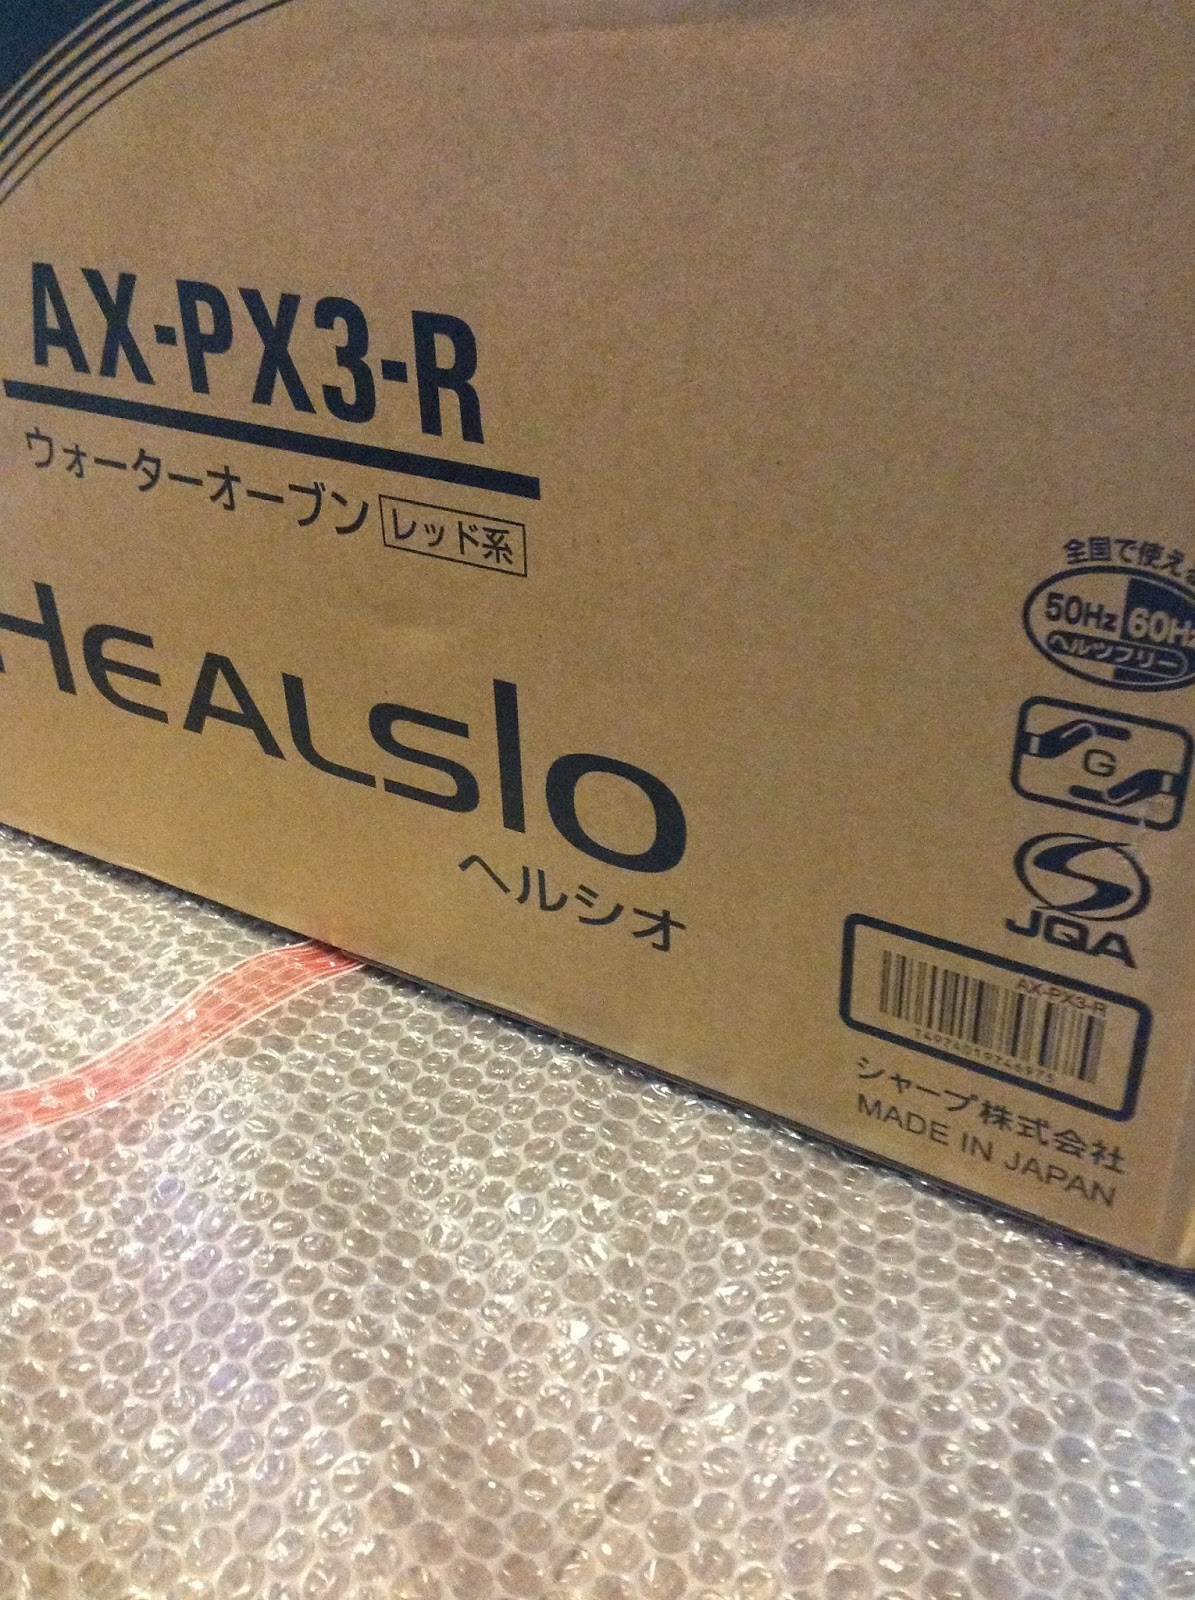 AX-PX3-R
ウォーターオーブン レッド系
HEALSIO
ヘルシオ
全国で使える
50Hz 60Hz
ヘルツフリー
G
JQA
AX-PX3-R
T4974019746975
シャープ株式会社
MADE IN JAPAN